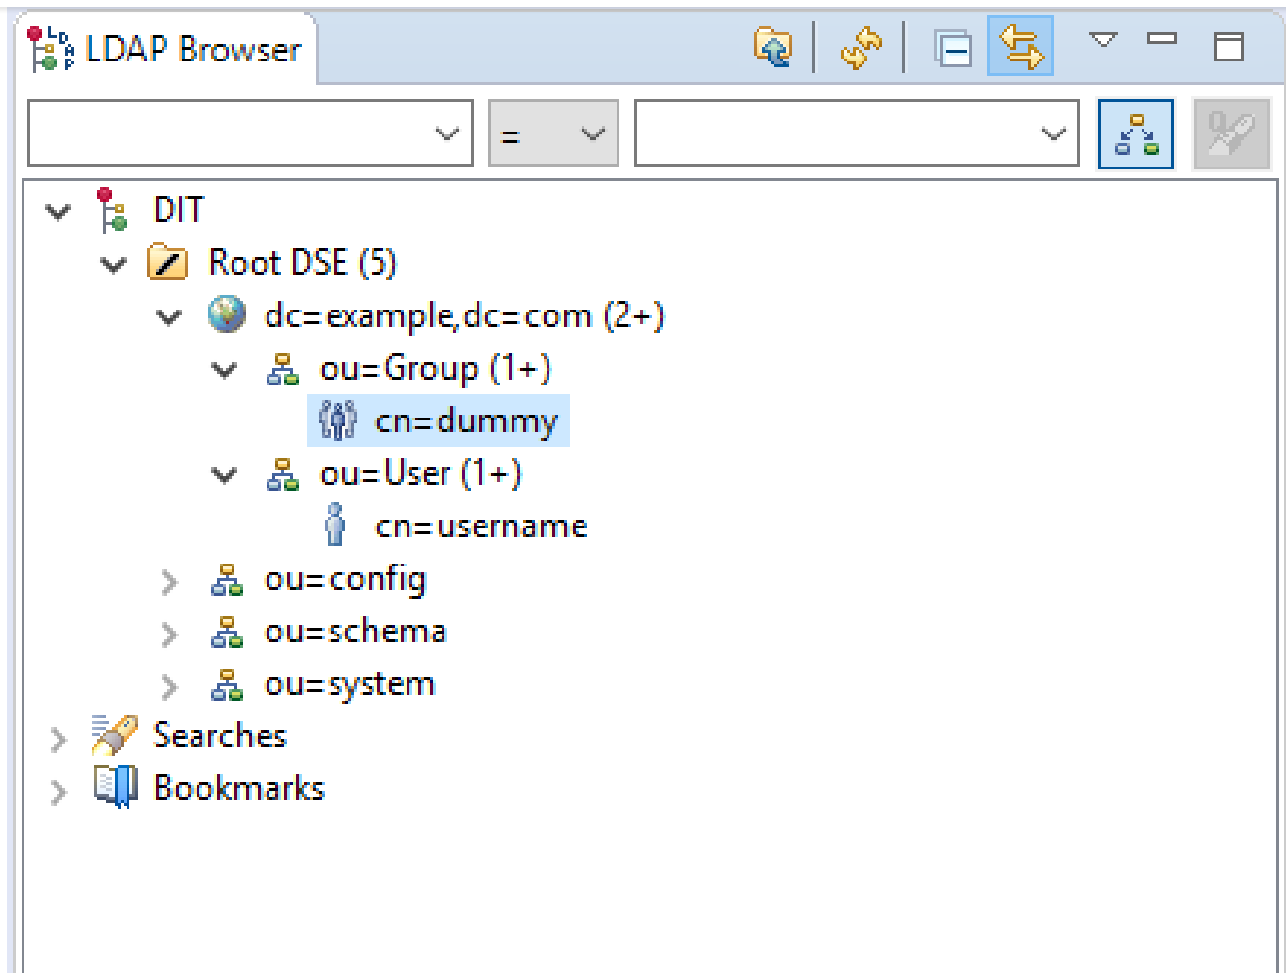 LDAP Browser
=
DIT
Root DSE (5)
dc=example,dc=com (2+)
ou=Group (1+)
cn=dummy
ou=User (1+)
cn=username
ou=config
ou=schema
ou=system
Searches
Bookmarks